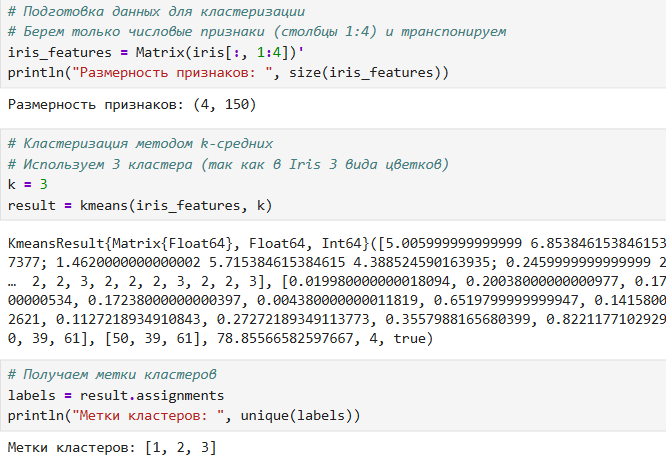 # Подготовка данных для кластеризации
# Берем только числовые признаки (столбцы 1:4) и транспонируем
iris_features = Matrix(iris[:, 1:4])'
println("Размерность признаков: ", size(iris_features))
Размерность признаков: (4, 150)
# Кластеризация методом k-средних
# Используем 3 кластера (так как в Iris 3 вида цветков)
k = 3
result = kmeans(iris_features, k)
KmeansResult{Matrix{Float64}, Float64, Int64}([5.005999999999999 6.853846153846153
7377; 1.4620000000000002 5.715384615384615 4.388524590163935; 0.2459999999999999 2
…  2, 2, 3, 2, 2, 2, 3, 2, 2, 3], [0.019980000000018094, 0.20038000000000977, 0.17
00000534, 0.17238000000000397, 0.004380000000011819, 0.6519799999999947, 0.1415800
2621, 0.1127218934910843, 0.27272189349113773, 0.3557988165680399, 0.8221177102929
0, 39, 61], [50, 39, 61], 78.85566582597667, 4, true)
# Получаем метки кластеров
labels = result.assignments
println("Метки кластеров: ", unique(labels))
Метки кластеров: [1, 2, 3]